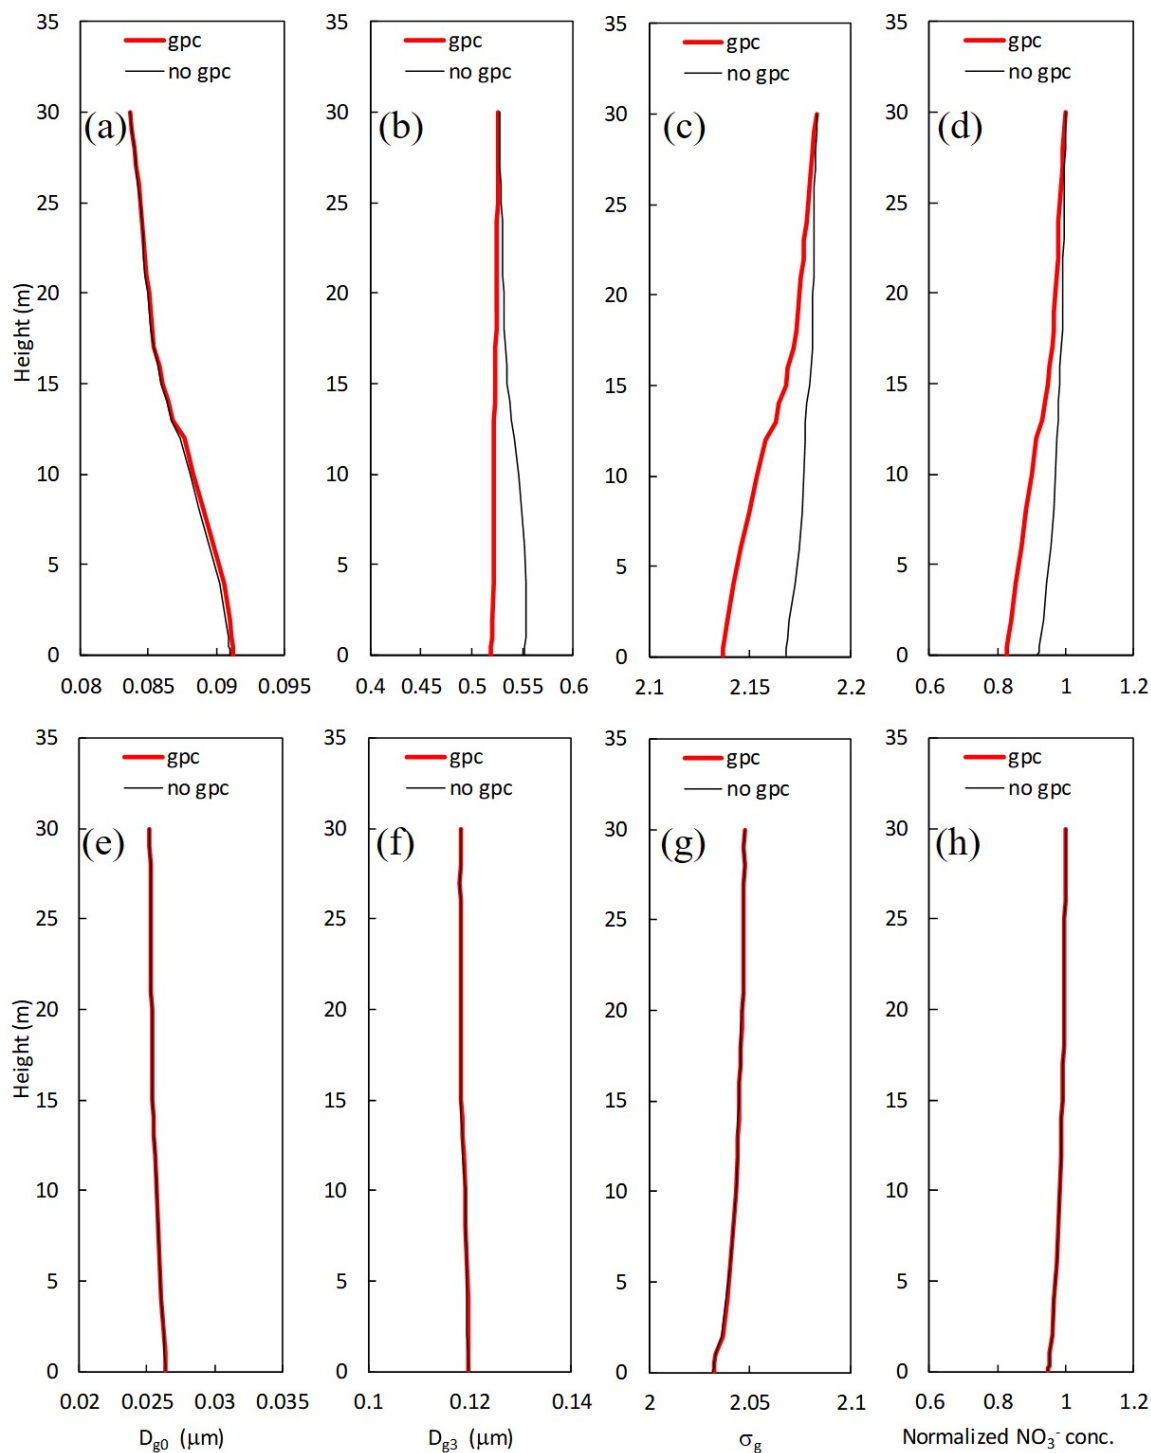 35
30
25
20
15
10
5
0
Height (m)
gpc
no gpc
(a)
0.08 0.085 0.09 0.095
35
30
25
20
15
10
5
0
gpc
no gpc
(b)
0.4 0.45 0.5 0.55 0.6
35
30
25
20
15
10
5
0
gpc
no gpc
(c)
2.1 2.15 2.2
35
30
25
20
15
10
5
0
gpc
no gpc
(d)
0.6 0.8 1 1.2
35
30
25
20
15
10
5
0
Height (m)
gpc
no gpc
(e)
0.02 0.025 0.03 0.035
D_g0 (μm)
35
30
25
20
15
10
5
0
gpc
no gpc
(f)
0.1 0.12 0.14
D_g3 (μm)
35
30
25
20
15
10
5
0
gpc
no gpc
(g)
2 2.05 2.1
σ_g
35
30
25
20
15
10
5
0
gpc
no gpc
(h)
0.6 0.8 1 1.2
Normalized NO₃⁻ conc.